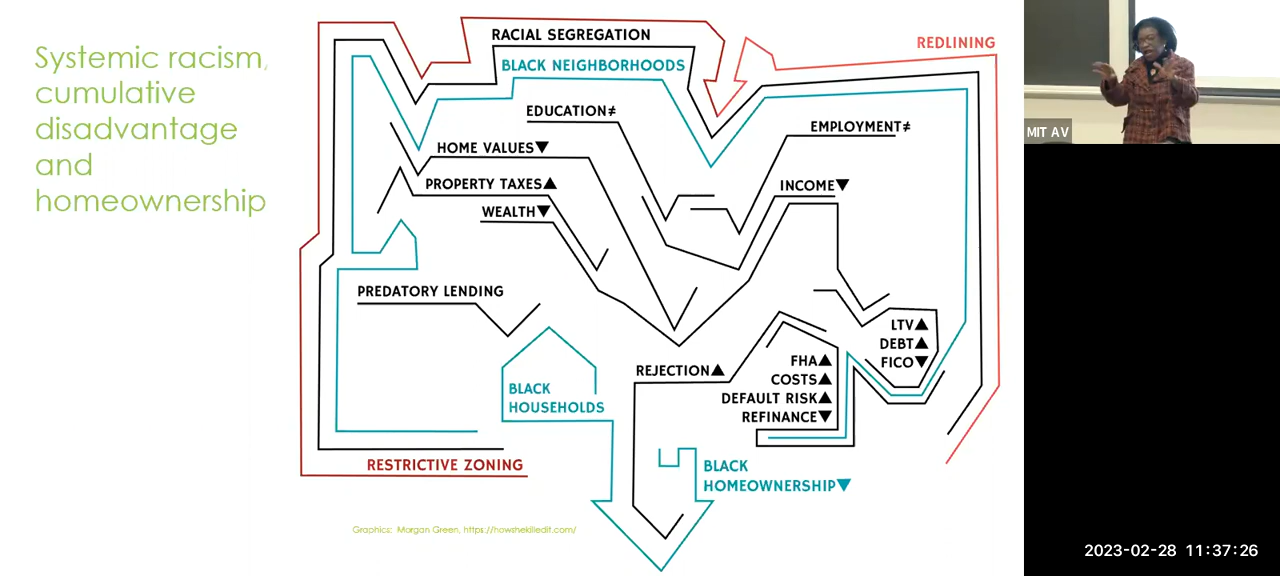 Systemic racism,
cumulative
disadvantage
and
homeownership
RACIAL SEGREGATION
REDLINING
BLACK NEIGHBORHOODS
EDUCATION≠
EMPLOYMENT≠
HOME VALUES▼
PROPERTY TAXES▲
INCOME▼
WEALTH▼
PREDATORY LENDING
LTV▲
DEBT▲
FICO▼
REJECTION▲
FHA▲
COSTS▲
DEFAULT RISK▲
REFINANCE▼
BLACK
HOUSEHOLDS
RESTRICTIVE ZONING
BLACK
HOMEOWNERSHIP▼
Graphics: Morgan Green, https://howshekilledit.com/
MIT AV
2023-02-28 11:37:26